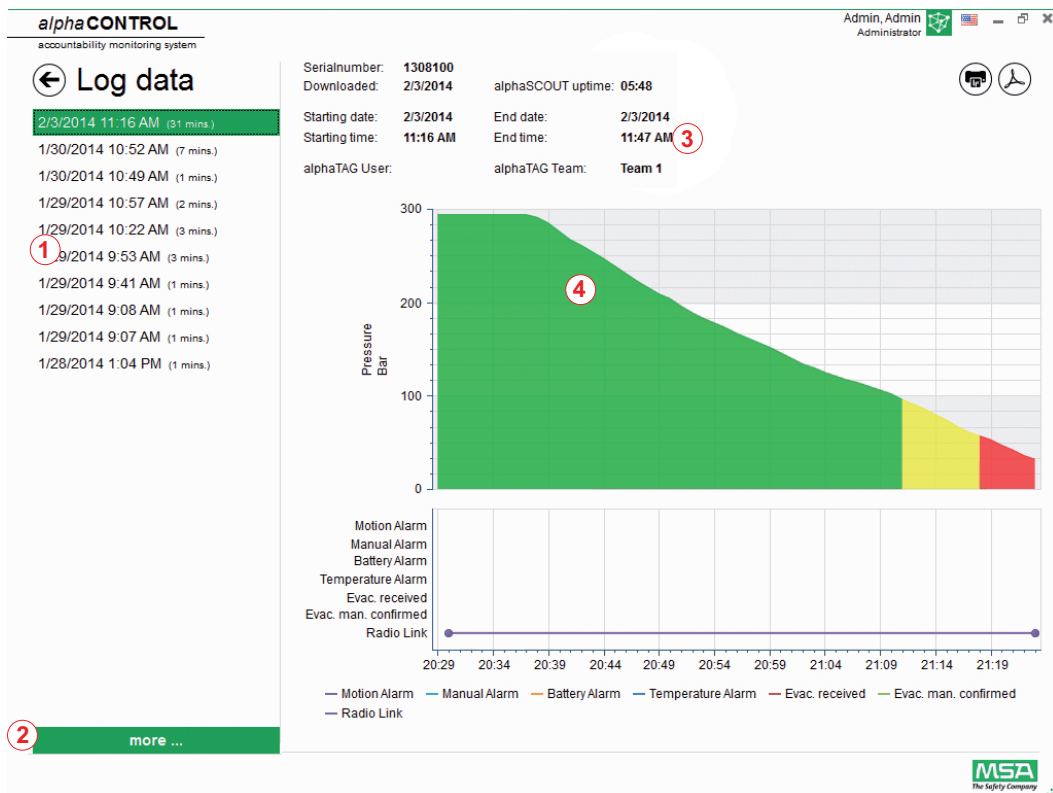 alphaCONTROL
accountability monitoring system
Admin, Admin
Administrator
Log data
2/3/2014 11:16 AM (31 mins.)
1/30/2014 10:52 AM (7 mins.)
1/30/2014 10:49 AM (1 mins.)
1/29/2014 10:57 AM (2 mins.)
1/29/2014 10:22 AM (3 mins.)
9/2014 9:53 AM (3 mins.)
1/29/2014 9:41 AM (1 mins.)
1/29/2014 9:08 AM (1 mins.)
1/29/2014 9:07 AM (1 mins.)
1/28/2014 1:04 PM (1 mins.)
1
2
more ...
Serialnumber: 1308100
Downloaded: 2/3/2014 alphaSCOUT uptime: 05:48
Starting date: 2/3/2014 End date: 2/3/2014
Starting time: 11:16 AM End time: 11:47 AM
3
alphaTAG User: alphaTAG Team: Team 1
300
200
100
0
Pressure
Bar
4
Motion Alarm
Manual Alarm
Battery Alarm
Temperature Alarm
Evac. received
Evac. man. confirmed
Radio Link
20:29 20:34 20:39 20:44 20:49 20:54 20:59 21:04 21:09 21:14 21:19
Motion Alarm Manual Alarm Battery Alarm Temperature Alarm Evac. received Evac. man. confirmed
Radio Link
MSA
The Safety Company